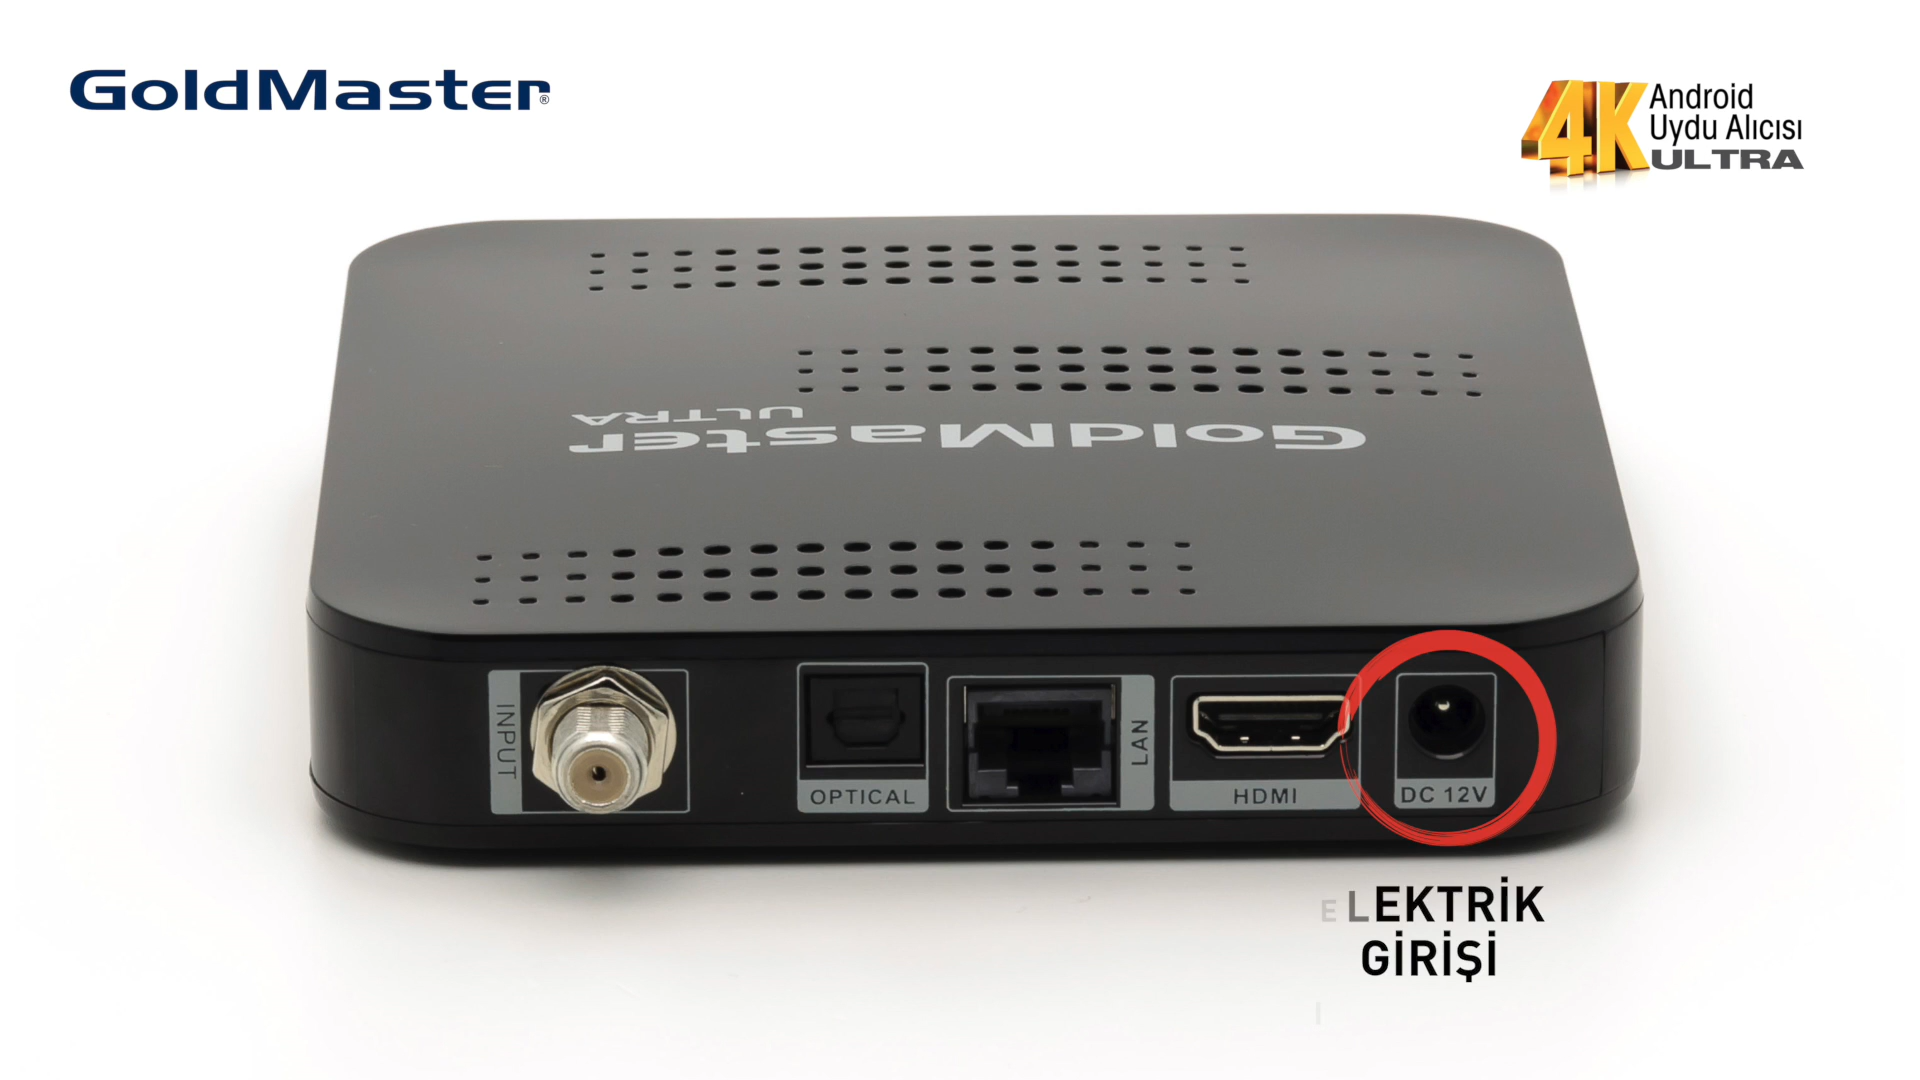 GoldMaster®
4K Android
Uydu Alıcısı
ULTRA
GoldMaster
ULTRA
INPUT
OPTICAL
LAN
HDMI
DC 12V
ELEKTRİK
GİRİŞİ